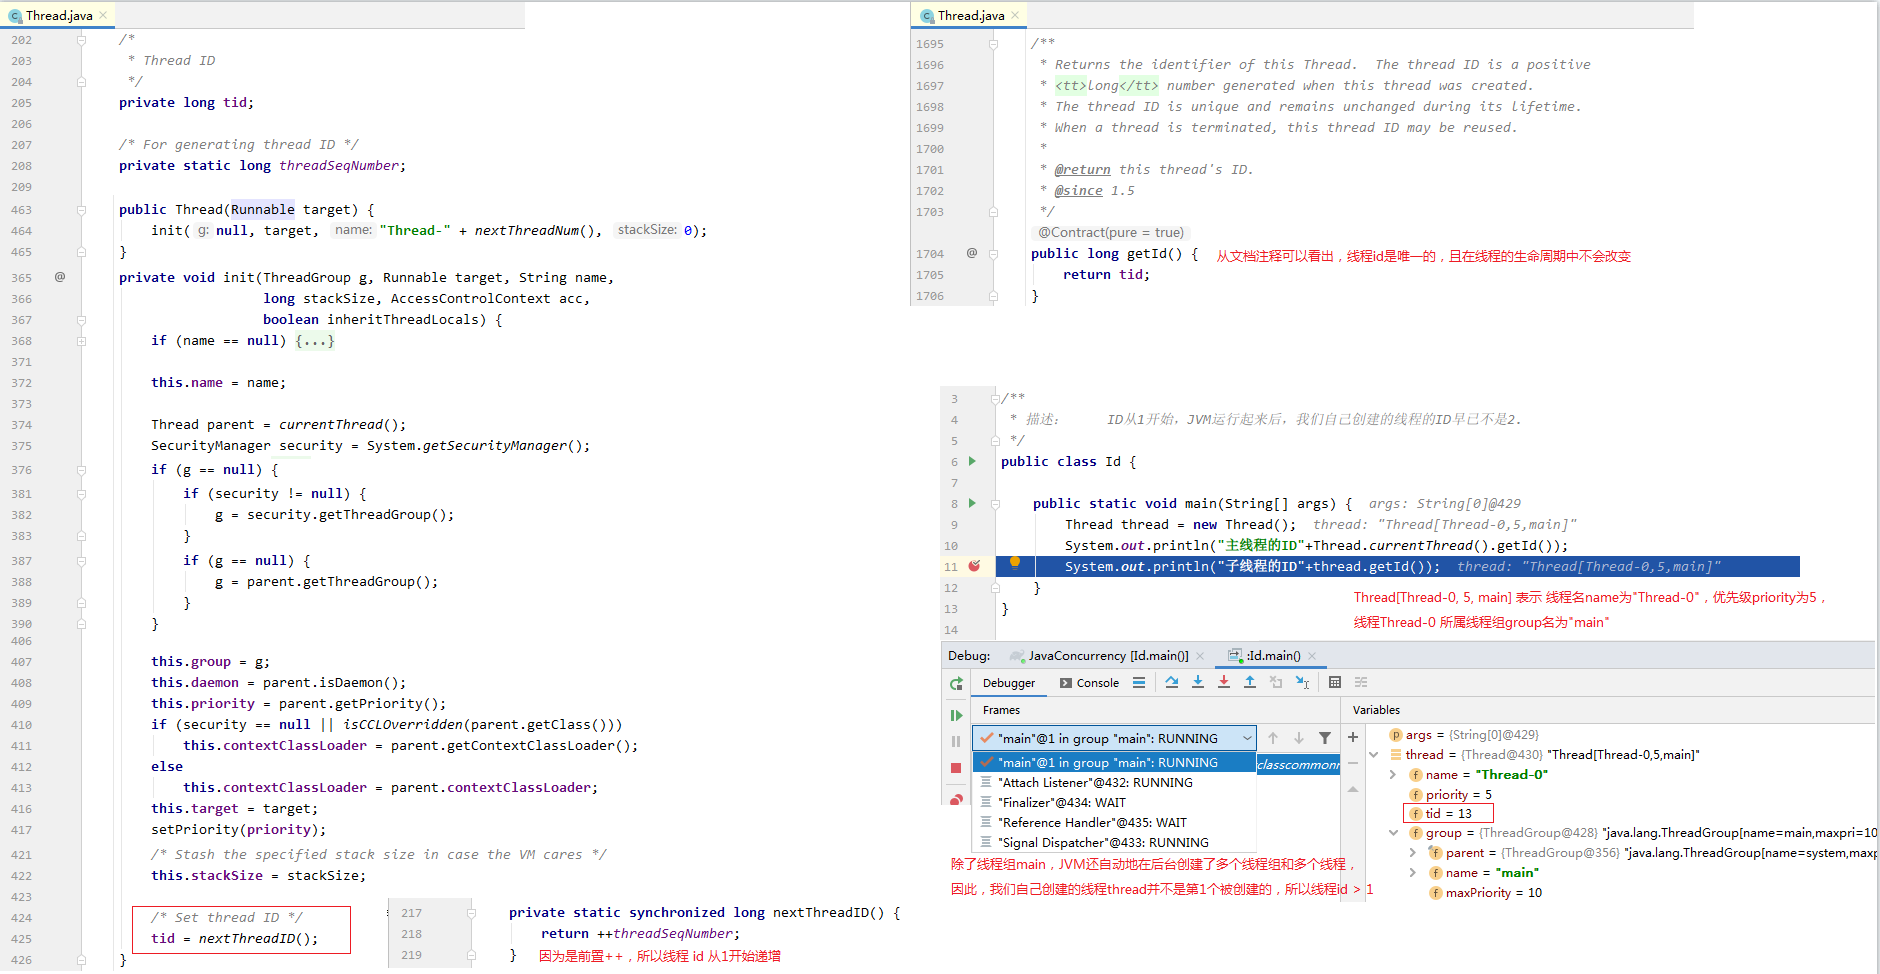 Thread.java
202 /*
203 * Thread ID
204 */
205 private long tid;
206
207 /* For generating thread ID */
208 private static long threadSeqNumber;
209
463 public Thread(Runnable target) {
464 init( g: null, target, name: "Thread-" + nextThreadNum(), stackSize: 0);
465 }
365 @ private void init(ThreadGroup g, Runnable target, String name,
366 long stackSize, AccessControlContext acc,
367 boolean inheritThreadLocals) {
368 if (name == null) {...}
371
372 this.name = name;
373
374 Thread parent = currentThread();
375 SecurityManager security = System.getSecurityManager();
376 if (g == null) {
381 if (security != null) {
382 g = security.getThreadGroup();
383 }
387 if (g == null) {
388 g = parent.getThreadGroup();
389 }
390 }
406
407 this.group = g;
408 this.daemon = parent.isDaemon();
409 this.priority = parent.getPriority();
410 if (security == null || isCCLOverridden(parent.getClass()))
411 this.contextClassLoader = parent.getContextClassLoader();
412 else
413 this.contextClassLoader = parent.contextClassLoader;
416 this.target = target;
417 setPriority(priority);
421 /* Stash the specified stack size in case the VM cares */
422 this.stackSize = stackSize;
423
424 /* Set thread ID */
425 tid = nextThreadID();
426 }
217 private static synchronized long nextThreadID() {
218 return ++threadSeqNumber;
219 } 因为是前置++，所以线程 id 从1开始递增
Thread.java
1695 /**
1696 * Returns the identifier of this Thread.  The thread ID is a positive
1697 * <tt>long</tt> number generated when this thread was created.
1698 * The thread ID is unique and remains unchanged during its lifetime.
1699 * When a thread is terminated, this thread ID may be reused.
1700 *
1701 * @return this thread's ID.
1702 * @since 1.5
1703 */
@Contract(pure = true)
1704 @ public long getId() { 从文档注释可以看出，线程id是唯一的，且在线程的生命周期中不会改变
1705 return tid;
1706 }
3 /**
4 * 描述： ID从1开始，JVM运行起来后，我们自己创建的线程的ID早已不是2.
5 */
6 public class Id {
7
8 public static void main(String[] args) { args: String[0]@429
9 Thread thread = new Thread(); thread: "Thread[Thread-0,5,main]"
10 System.out.println("主线程的ID"+Thread.currentThread().getId());
11 System.out.println("子线程的ID"+thread.getId()); thread: "Thread[Thread-0,5,main]"
12 }
13 }
14
Thread[Thread-0, 5, main] 表示 线程名name为"Thread-0"，优先级priority为5，
线程Thread-0 所属线程组group名为"main"
Debug: JavaConcurrency [Id.main()] :Id.main()
Debugger Console
Frames
"main"@1 in group "main": RUNNING
"main"@1 in group "main": RUNNING
"Attach Listener"@432: RUNNING
"Finalizer"@434: WAIT
"Reference Handler"@435: WAIT
"Signal Dispatcher"@433: RUNNING
Variables
args = {String[0]@429}
thread = {Thread@430} "Thread[Thread-0,5,main]"
name = "Thread-0"
priority = 5
tid = 13
group = {ThreadGroup@428} "java.lang.ThreadGroup[name=main,maxpri=10
parent = {ThreadGroup@356} "java.lang.ThreadGroup[name=system,maxp
name = "main"
maxPriority = 10
除了线程组main，JVM还自动地在后台创建了多个线程组和多个线程，
因此，我们自己创建的线程thread并不是第1个被创建的，所以线程id > 1